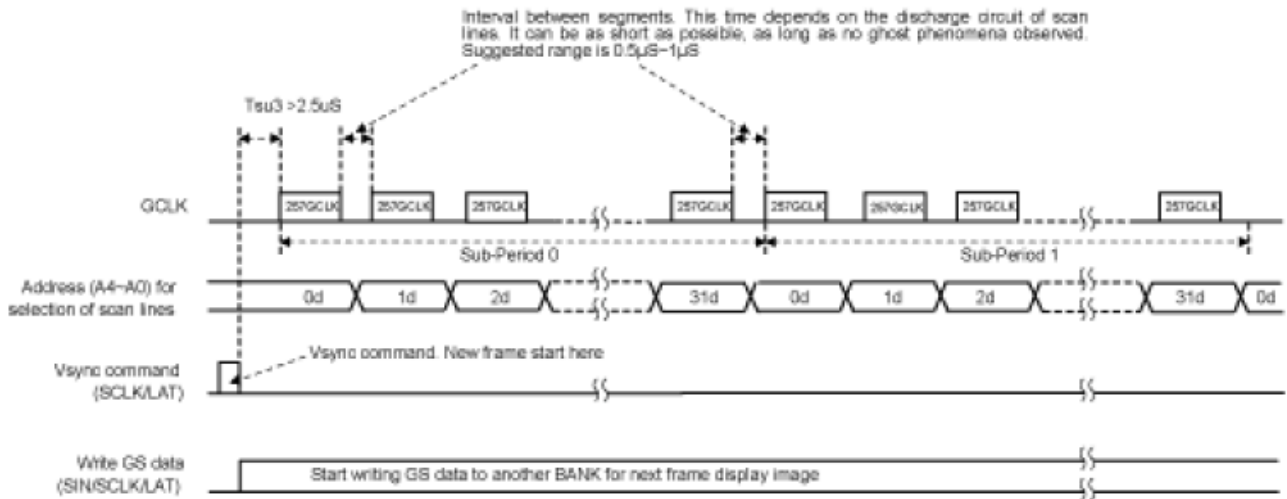 Interval between segments. This time depends on the discharge circuit of scan
lines. It can be as short as possible, as long as no ghost phenomena observed.
Suggested range is 0.5µS~1µS
Tsu3 >2.5uS
GCLK
257GCLK 257GCLK 257GCLK 257GCLK 257GCLK 257GCLK 257GCLK 257GCLK
Sub-Period 0 Sub-Period 1
Address (A4~A0) for
selection of scan lines
0d 1d 2d 31d 0d 1d 2d 31d 0d
Vsync command. New frame start here
Vsync command
(SCLK/LAT)
Write GS data
(SIN/SCLK/LAT)
Start writing GS data to another BANK for next frame display image